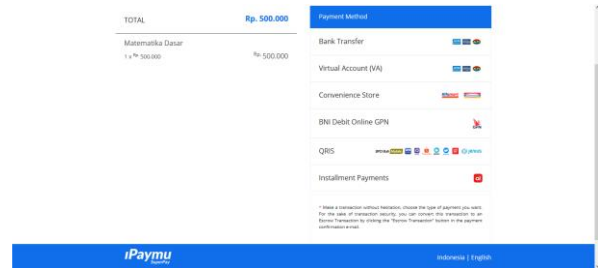 TOTAL Rp. 500.000
Matematika Dasar
1 x Rp. 500.000 Rp. 500.000
Payment Method
Bank Transfer
Virtual Account (VA)
Convenience Store
BNI Debit Online GPN
QRIS
Installment Payments
* Make a transaction without hesitation, choose the type of payment you want.
For the sake of transaction security, you can convert this transaction to an
Escrow Transaction by clicking the "Escrow Transaction" button in the payment
confirmation e-mail.
iPaymu
Indonesia | English